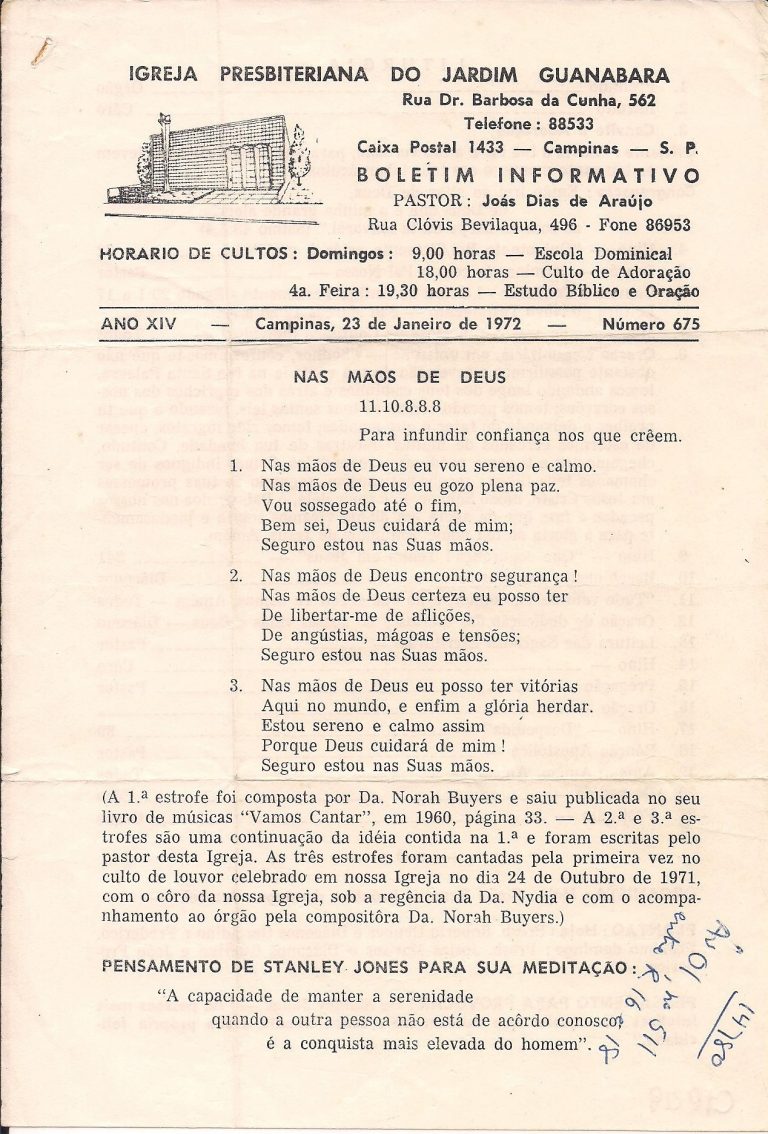 IGREJA PRESBITERIANA DO JARDIM GUANABARA
Rua Dr. Barbosa da Cunha, 562
Telefone : 88533
Caixa Postal 1433 — Campinas — S. P.
BOLETIM INFORMATIVO
PASTOR : Joás Dias de Araújo
Rua Clóvis Bevilaqua, 496 - Fone 86953
HORARIO DE CULTOS : Domingos : 9,00 horas — Escola Dominical
18,00 horas — Culto de Adoração
4a. Feira : 19,30 horas — Estudo Bíblico e Oração
ANO XIV — Campinas, 23 de Janeiro de 1972 — Número 675
NAS MÃOS DE DEUS
11.10.8.8.8
Para infundir confiança nos que crêem.
1. Nas mãos de Deus eu vou sereno e calmo.
Nas mãos de Deus eu gozo plena paz.
Vou sossegado até o fim,
Bem sei, Deus cuidará de mim;
Seguro estou nas Suas mãos.
2. Nas mãos de Deus encontro segurança !
Nas mãos de Deus certeza eu posso ter
De libertar-me de aflições,
De angústias, mágoas e tensões;
Seguro estou nas Suas mãos.
3. Nas mãos de Deus eu posso ter vitórias
Aqui no mundo, e enfim a glória herdar.
Estou sereno e calmo assim
Porque Deus cuidará de mim !
Seguro estou nas Suas mãos.
(A 1.ª estrofe foi composta por Da. Norah Buyers e saiu publicada no seu
livro de músicas “Vamos Cantar”, em 1960, página 33. — A 2.ª e 3.ª es-
trofes são uma continuação da idéia contida na 1.ª e foram escritas pelo
pastor desta Igreja. As três estrofes foram cantadas pela primeira vez no
culto de louvor celebrado em nossa Igreja no dia 24 de Outubro de 1971,
com o côro da nossa Igreja, sob a regência da Da. Nydia e com o acompa-
nhamento ao órgão pela compositôra Da. Norah Buyers.)
PENSAMENTO DE STANLEY JONES PARA SUA MEDITAÇÃO :
“A capacidade de manter a serenidade
quando a outra pessoa não está de acôrdo conosco,
é a conquista mais elevada do homem”.
Av 01 nº 511
entre R. 16 e 18
14780